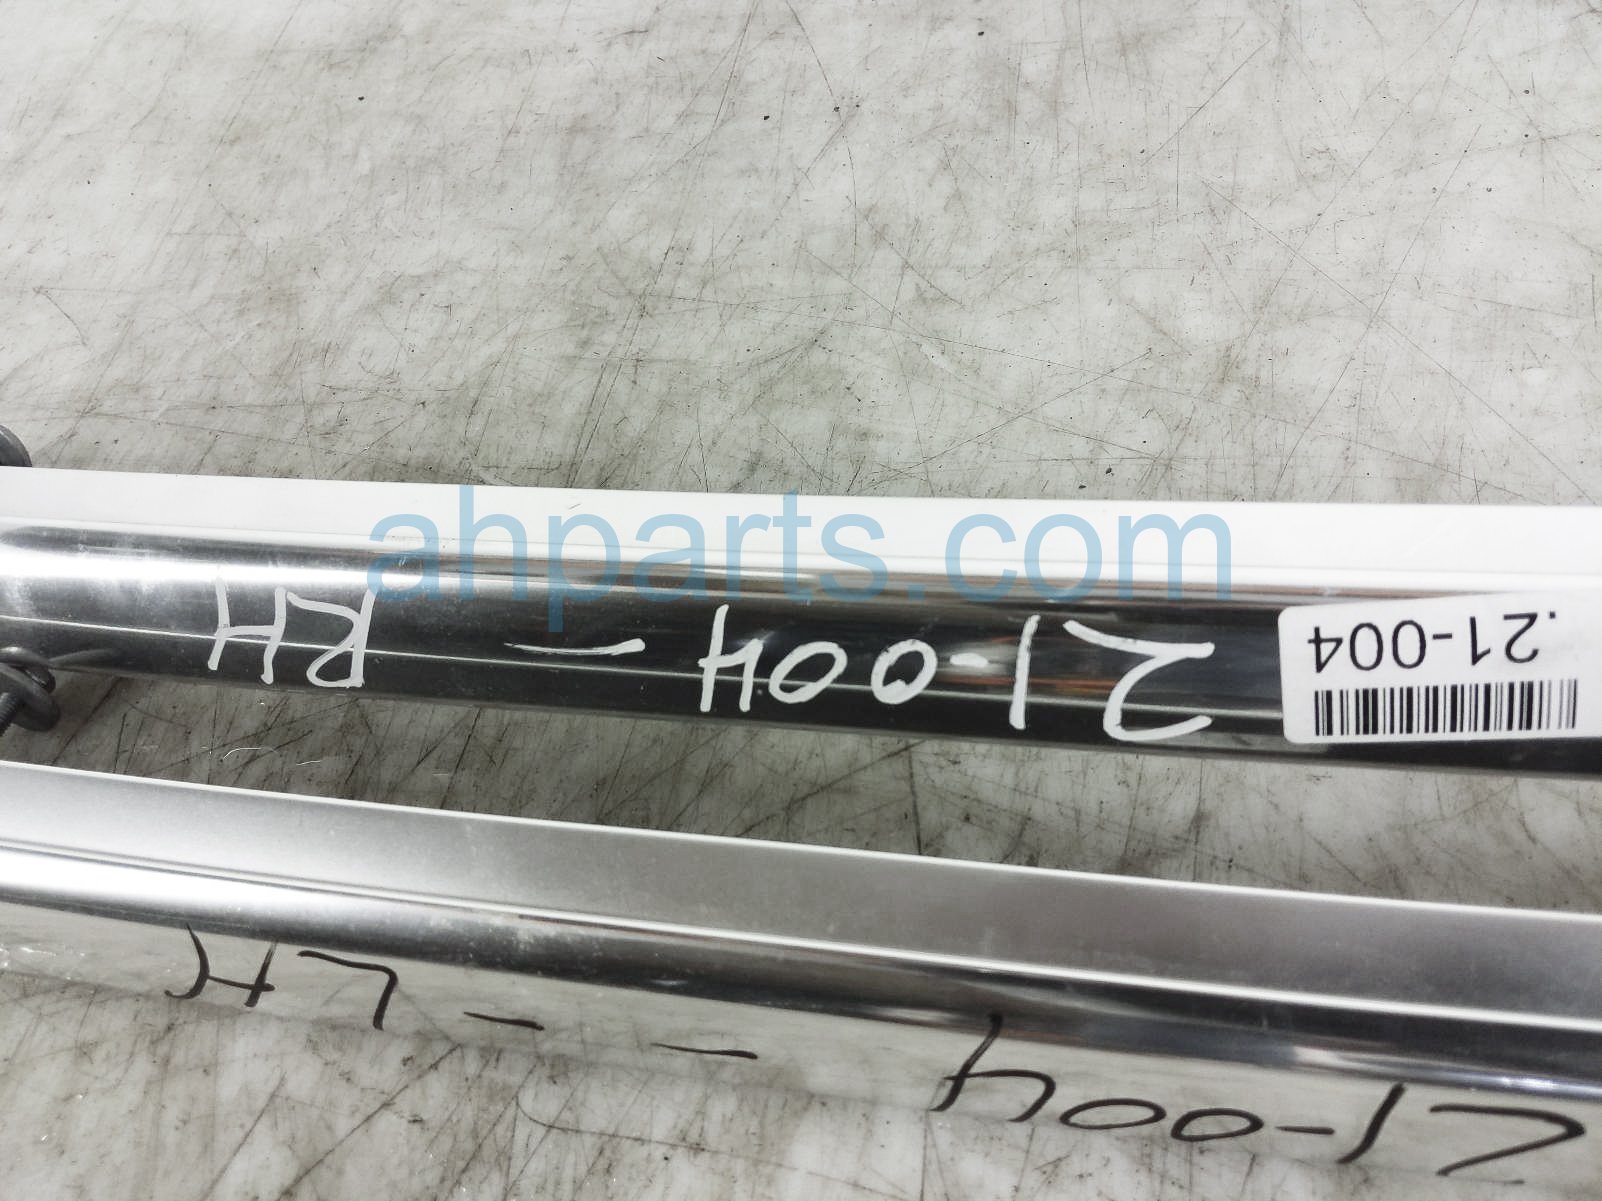 ahparts.com
.21-004
21-004 - RH
21-004 - - LH